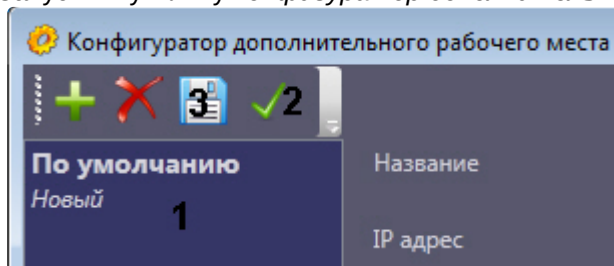 Конфигуратор дополнительного рабочего места
3 2
По умолчанию
Новый
1
Название
IP адрес